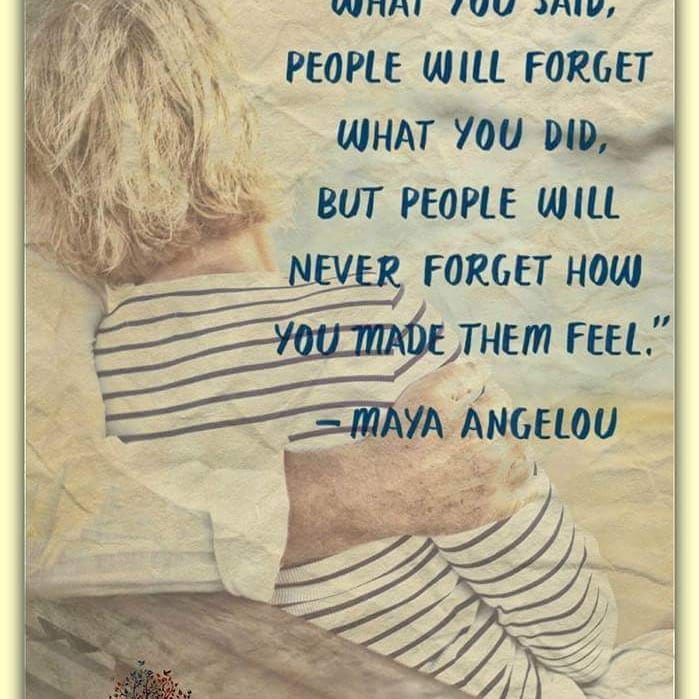 WHAT YOU SAID,
PEOPLE WILL FORGET
WHAT YOU DID,
BUT PEOPLE WILL
NEVER FORGET HOW
YOU MADE THEM FEEL."
– MAYA ANGELOU